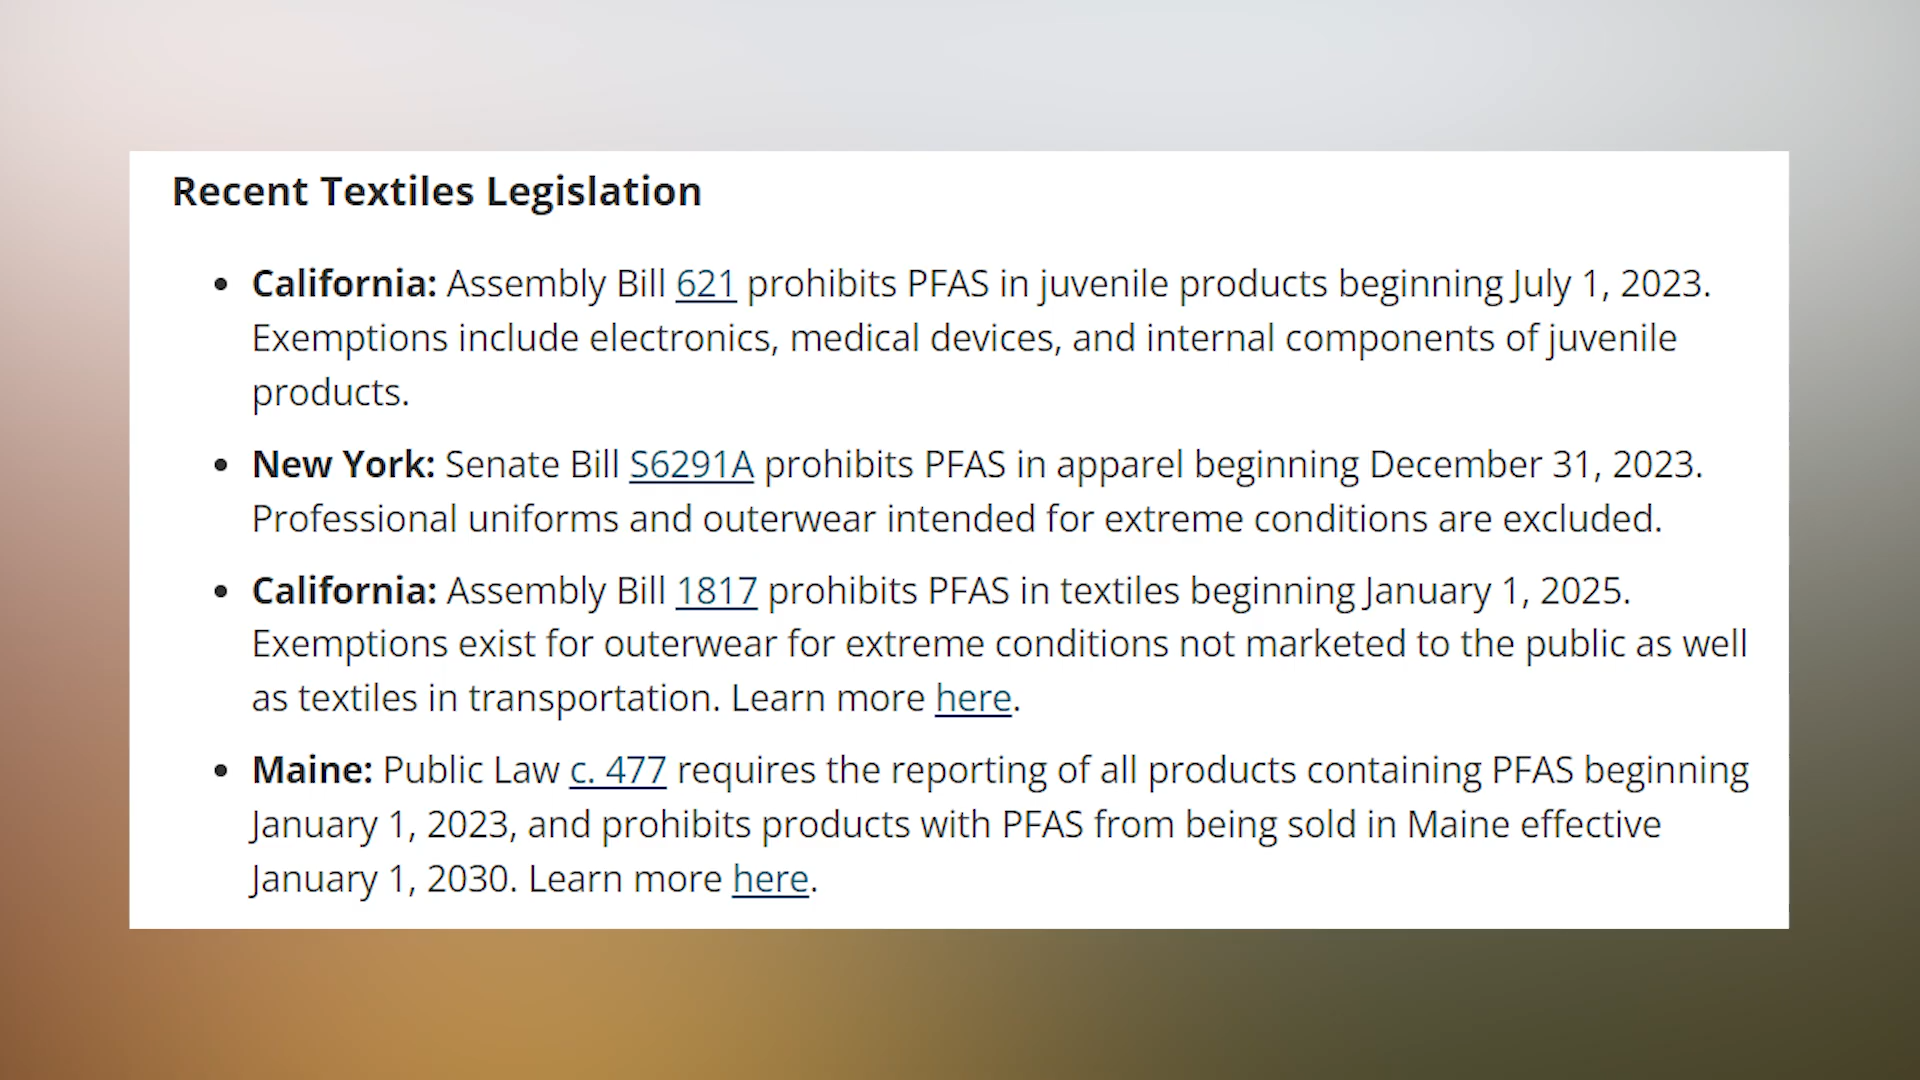 Recent Textiles Legislation
• California: Assembly Bill 621 prohibits PFAS in juvenile products beginning July 1, 2023.
Exemptions include electronics, medical devices, and internal components of juvenile
products.
• New York: Senate Bill S6291A prohibits PFAS in apparel beginning December 31, 2023.
Professional uniforms and outerwear intended for extreme conditions are excluded.
• California: Assembly Bill 1817 prohibits PFAS in textiles beginning January 1, 2025.
Exemptions exist for outerwear for extreme conditions not marketed to the public as well
as textiles in transportation. Learn more here.
• Maine: Public Law c. 477 requires the reporting of all products containing PFAS beginning
January 1, 2023, and prohibits products with PFAS from being sold in Maine effective
January 1, 2030. Learn more here.